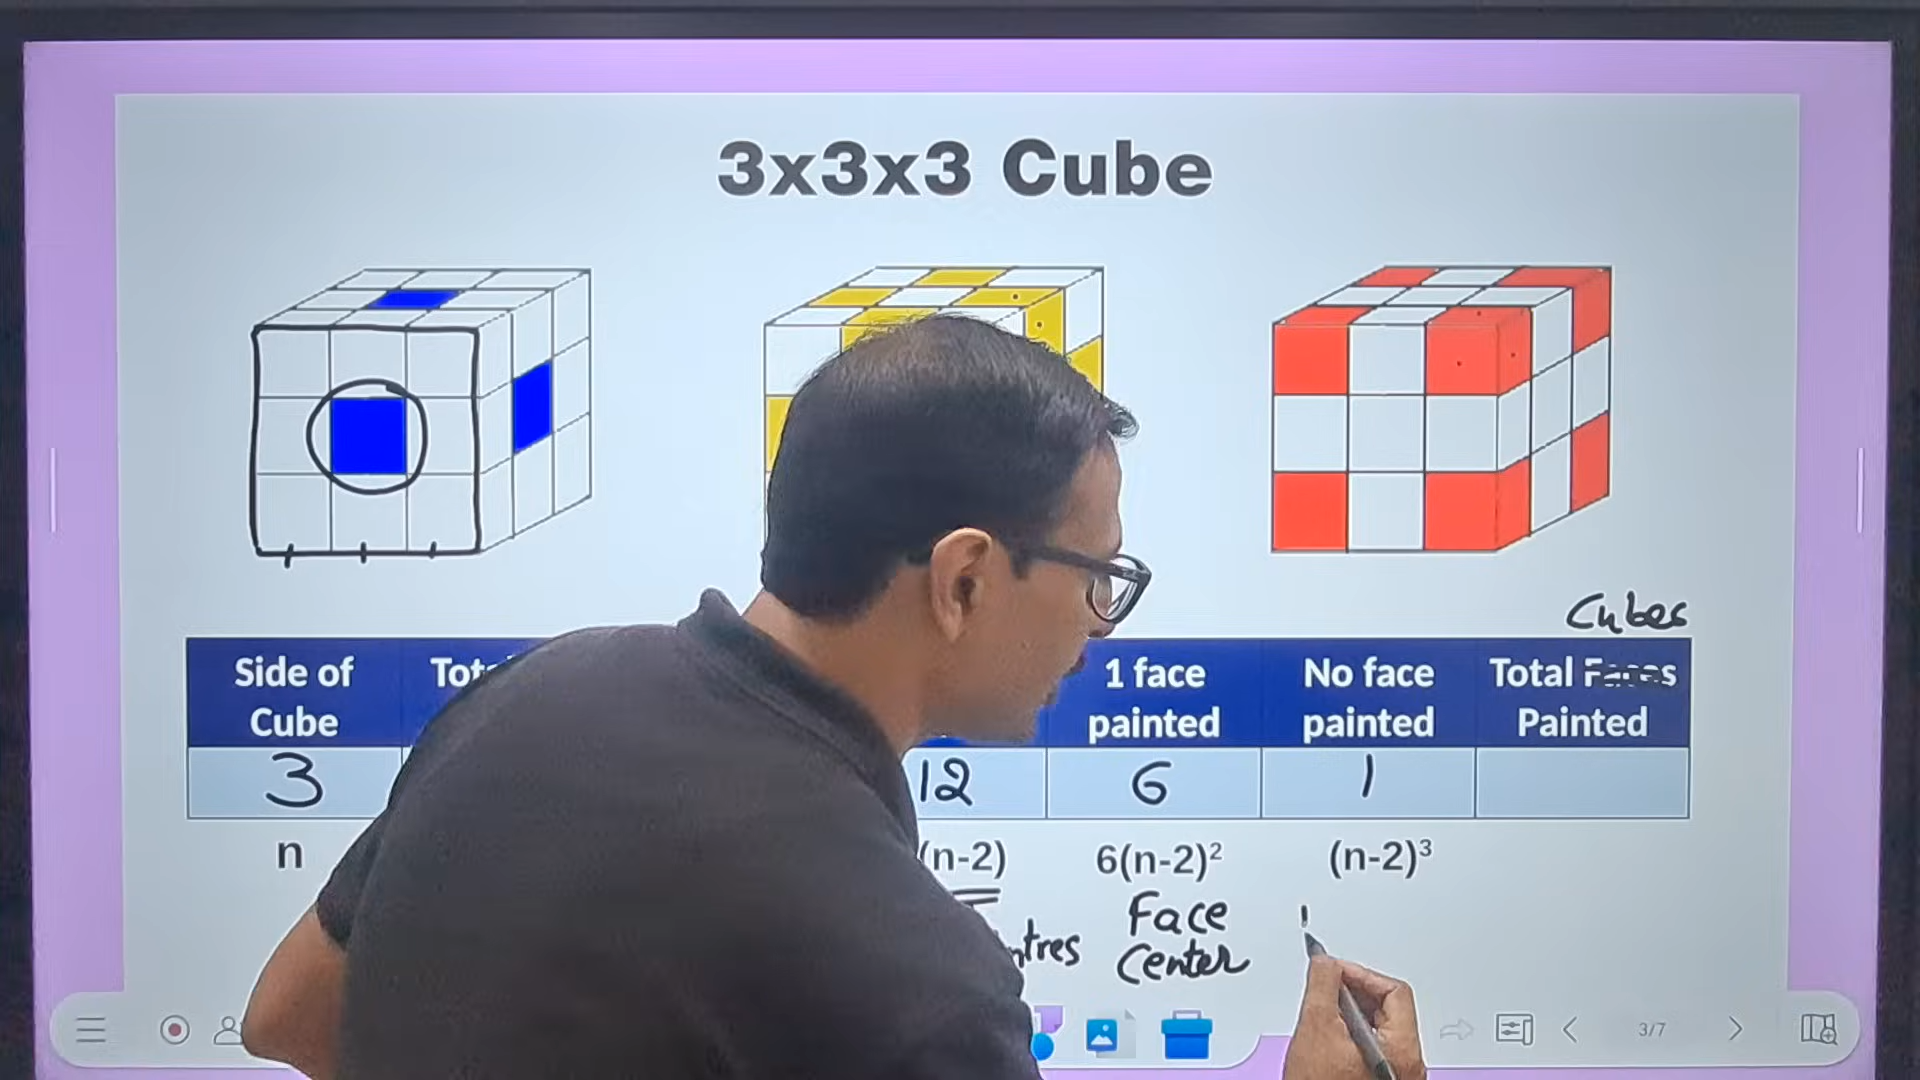 3x3x3 Cube
Cubes
Side of Cube
1 face painted
No face painted
Total Faces Painted
3
12
6
1
n
(n-2)
6(n-2)²
(n-2)³
Face
Center
3/7